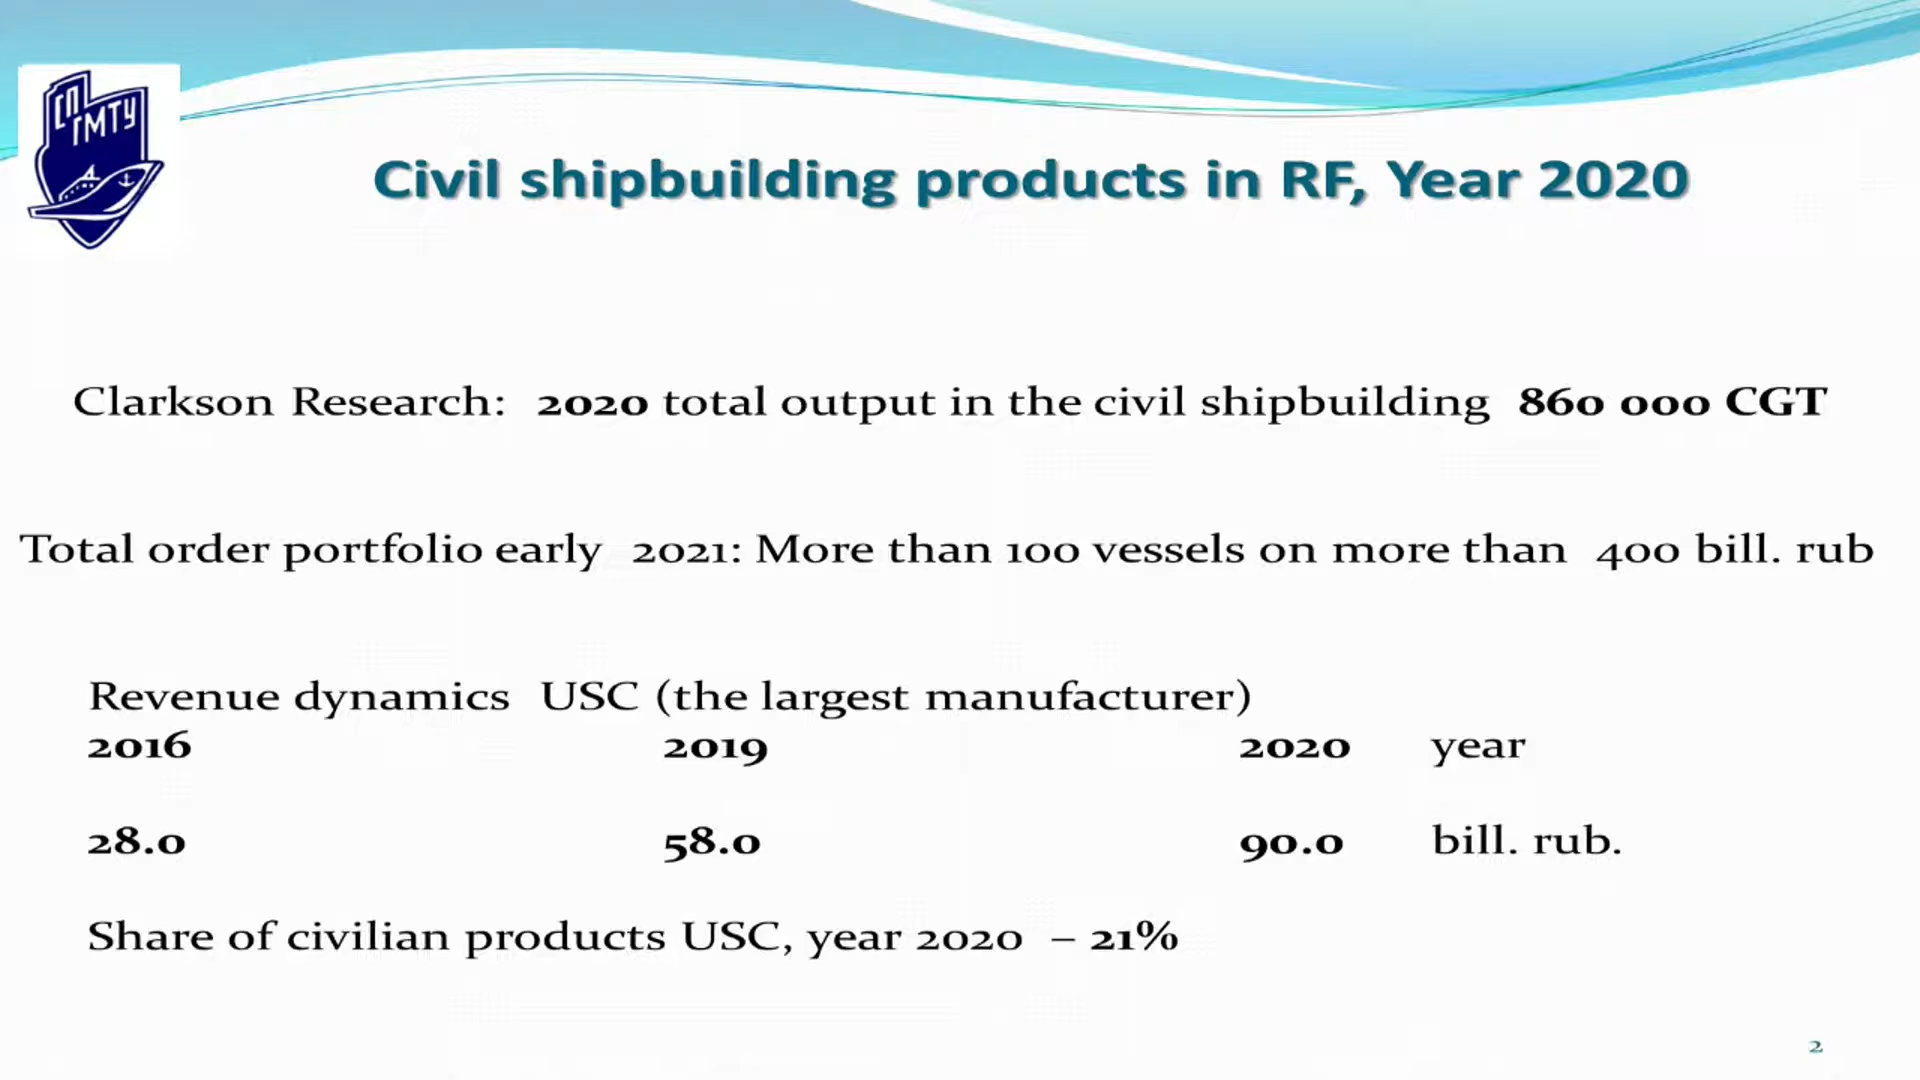 СП
ГМТУ
Civil shipbuilding products in RF, Year 2020
Clarkson Research: 2020 total output in the civil shipbuilding 860 000 CGT
Total order portfolio early 2021: More than 100 vessels on more than 400 bill. rub
Revenue dynamics USC (the largest manufacturer)
2016 2019 2020 year
28.0 58.0 90.0 bill. rub.
Share of civilian products USC, year 2020 – 21%
2